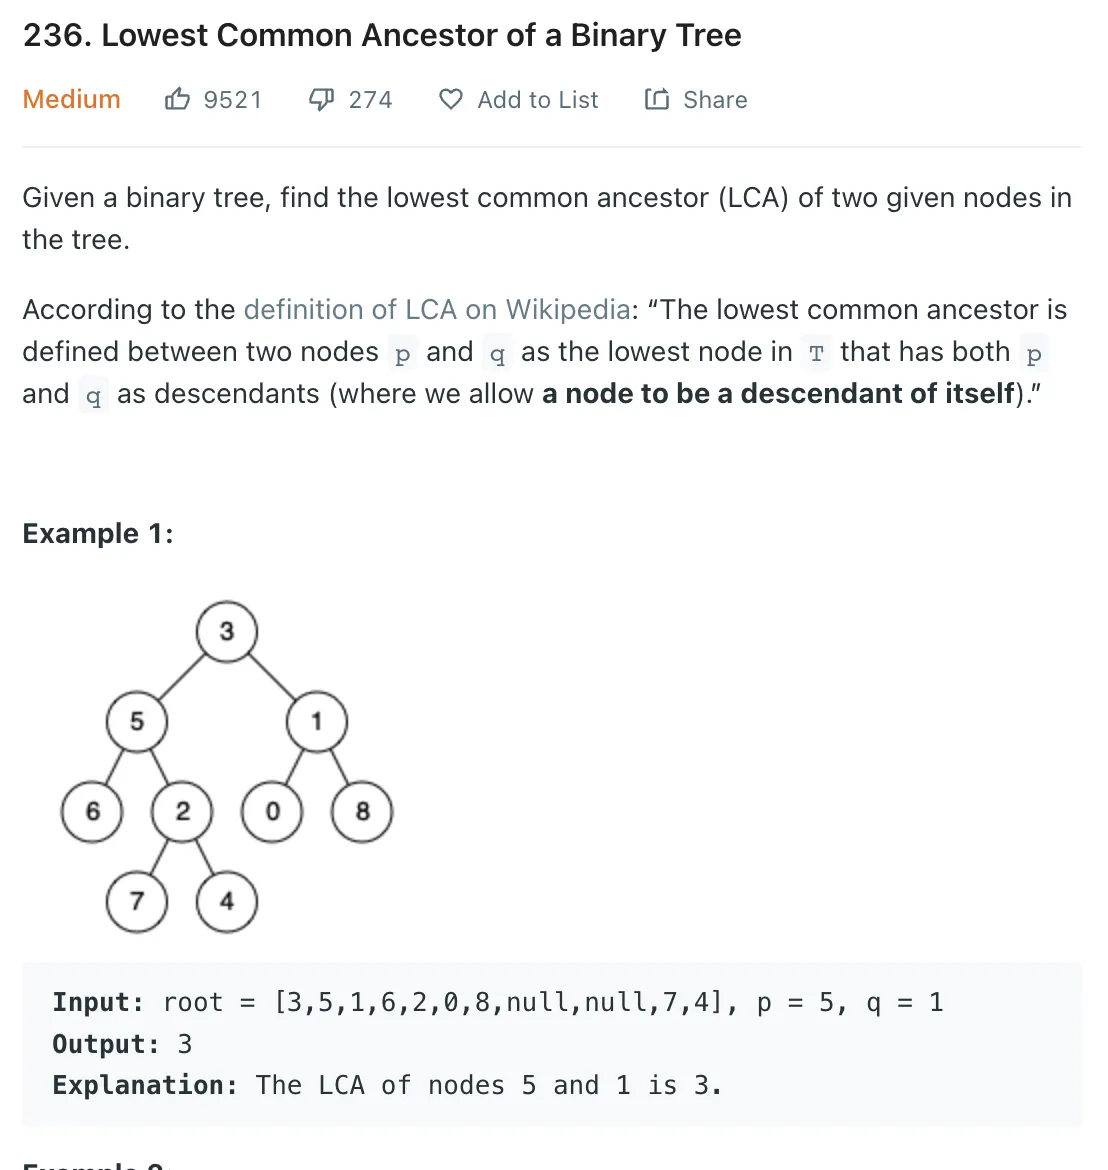 236. Lowest Common Ancestor of a Binary Tree
Medium 9521 274 Add to List Share
Given a binary tree, find the lowest common ancestor (LCA) of two given nodes in
the tree.
According to the definition of LCA on Wikipedia: “The lowest common ancestor is
defined between two nodes p and q as the lowest node in T that has both p
and q as descendants (where we allow a node to be a descendant of itself).”
Example 1:
3
5 1
6 2 0 8
7 4
Input: root = [3,5,1,6,2,0,8,null,null,7,4], p = 5, q = 1
Output: 3
Explanation: The LCA of nodes 5 and 1 is 3.